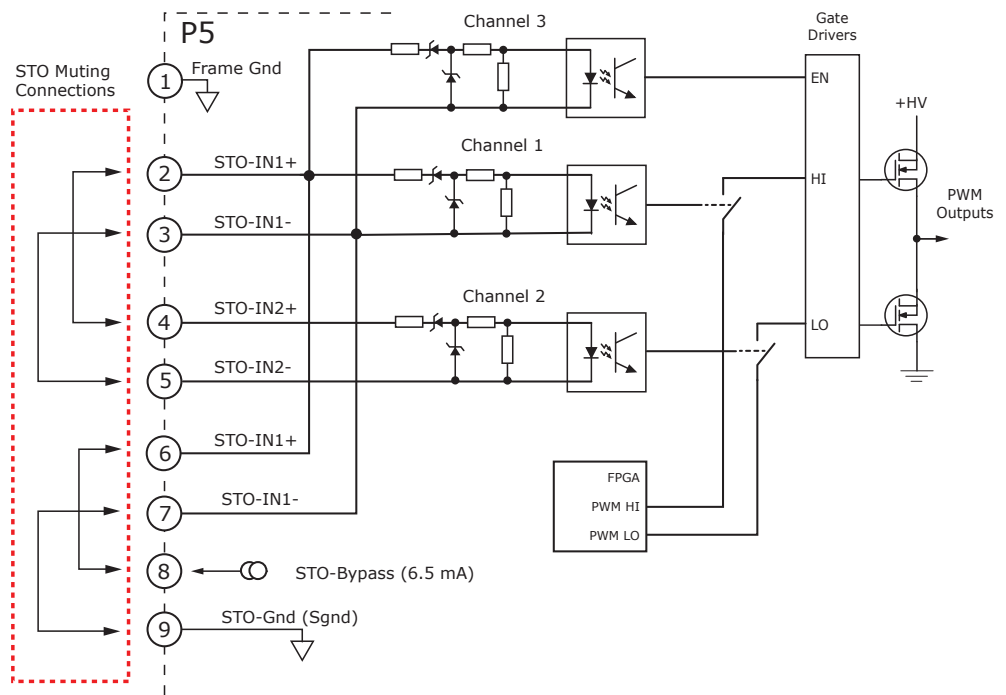 P5
Channel 3
Gate
Drivers
STO Muting
Connections
1
Frame Gnd
EN
+HV
Channel 1
2
STO-IN1+
HI
PWM
Outputs
3
STO-IN1-
Channel 2
4
STO-IN2+
LO
5
STO-IN2-
6
STO-IN1+
FPGA
7
STO-IN1-
PWM HI
PWM LO
8
STO-Bypass (6.5 mA)
9
STO-Gnd (Sgnd)